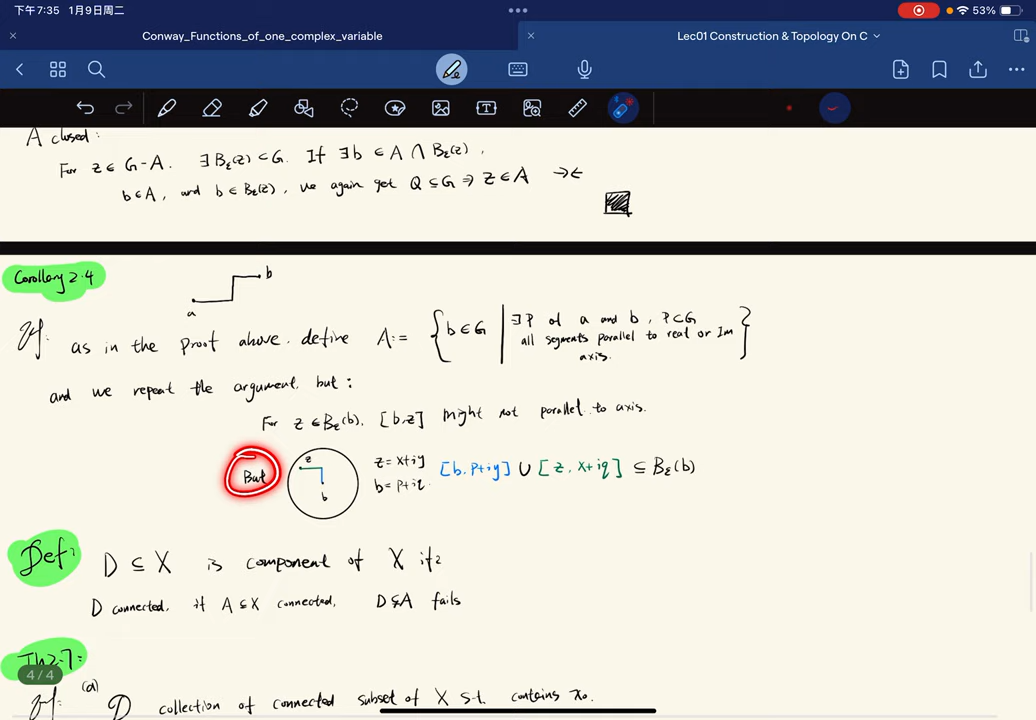 下午7:35 1月9日周二
53%
Conway_Functions_of_one_complex_variable
Lec01 Construction & Topology On C
A closed:
For z ∈ G-A. ∃ Bε(z) ⊂ G. If ∃ b ∈ A ∩ Bε(z),
b ∈ A, and b ∈ Bε(z), we again get Q ⊆ G ⇒ z ∈ A →←
Corollary 2.4
a b
Pf: as in the proof above, define A := { b ∈ G | ∃ P of a and b, P ⊂ G
all segments parallel to real or Im
axis. }
and we repeat the argument, but:
For z ∈ Bε(b), [b,z] might not parallel to axis.
But z b z = x+iy b = p+iq. [b, p+iy] ∪ [z, x+iq] ⊆ Bε(b)
Def: D ⊆ X is component of X if:
D connected, if A ⊆ X connected, D ⊊ A fails
Th2.7:
4/4
pf: (a) D collection of connected subset of X s.t. contains x₀.